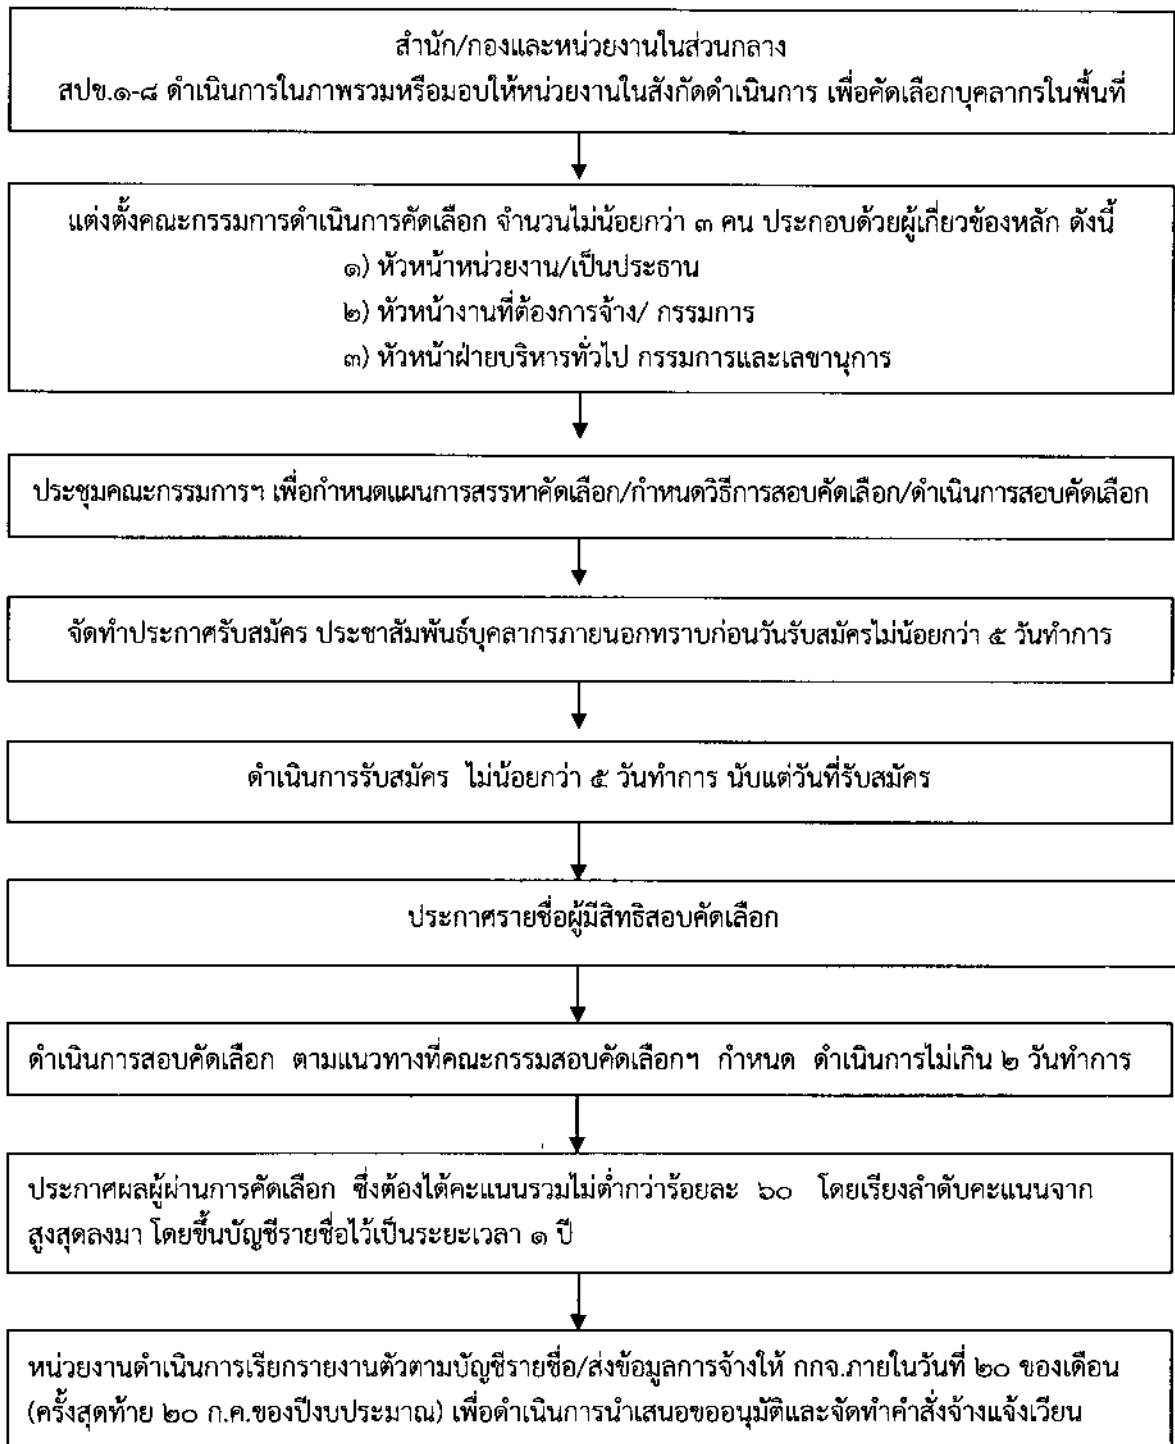 สำนัก/กองและหน่วยงานในส่วนกลาง
สปข.๑-๘ ดำเนินการในภาพรวมหรือมอบให้หน่วยงานในสังกัดดำเนินการ เพื่อคัดเลือกบุคลากรในพื้นที่
แต่งตั้งคณะกรรมการดำเนินการคัดเลือก จำนวนไม่น้อยกว่า ๓ คน ประกอบด้วยผู้เกี่ยวข้องหลัก ดังนี้
๑) หัวหน้าหน่วยงาน/เป็นประธาน
๒) หัวหน้างานที่ต้องการจ้าง/ กรรมการ
๓) หัวหน้าฝ่ายบริหารทั่วไป กรรมการและเลขานุการ
ประชุมคณะกรรมการฯ เพื่อกำหนดแผนการสรรหาคัดเลือก/กำหนดวิธีการสอบคัดเลือก/ดำเนินการสอบคัดเลือก
จัดทำประกาศรับสมัคร ประชาสัมพันธ์บุคลากรภายนอกทราบก่อนวันรับสมัครไม่น้อยกว่า ๕ วันทำการ
ดำเนินการรับสมัคร ไม่น้อยกว่า ๕ วันทำการ นับแต่วันที่รับสมัคร
ประกาศรายชื่อผู้มีสิทธิสอบคัดเลือก
ดำเนินการสอบคัดเลือก ตามแนวทางที่คณะกรรมสอบคัดเลือกฯ กำหนด ดำเนินการไม่เกิน ๒ วันทำการ
ประกาศผลผู้ผ่านการคัดเลือก ซึ่งต้องได้คะแนนรวมไม่ต่ำกว่าร้อยละ ๖๐ โดยเรียงลำดับคะแนนจาก
สูงสุดลงมา โดยขึ้นบัญชีรายชื่อไว้เป็นระยะเวลา ๑ ปี
หน่วยงานดำเนินการเรียกรายงานตัวตามบัญชีรายชื่อ/ส่งข้อมูลการจ้างให้ กกจ.ภายในวันที่ ๒๐ ของเดือน
(ครั้งสุดท้าย ๒๐ ก.ค.ของปีงบประมาณ) เพื่อดำเนินการนำเสนอขออนุมัติและจัดทำคำสั่งจ้างแจ้งเวียน